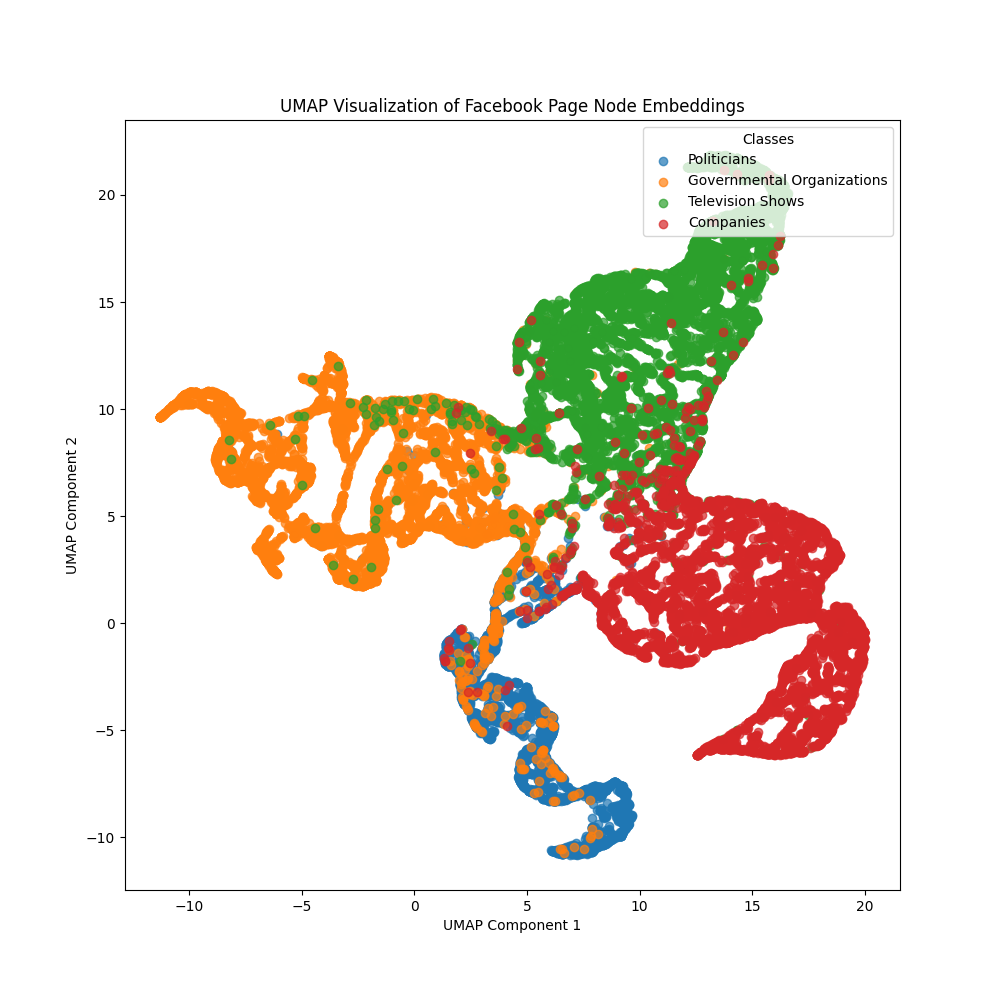 UMAP Visualization of Facebook Page Node Embeddings
Classes
Politicians
Governmental Organizations
Television Shows
Companies
20
15
10
5
0
−5
−10
UMAP Component 2
−10
−5
0
5
10
15
20
UMAP Component 1